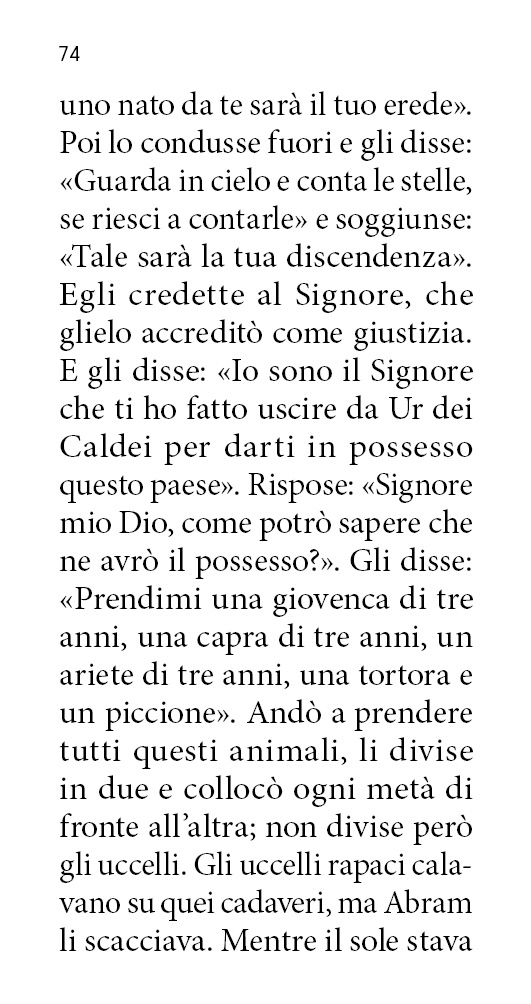 74
uno nato da te sarà il tuo erede».
Poi lo condusse fuori e gli disse:
«Guarda in cielo e conta le stelle,
se riesci a contarle» e soggiunse:
«Tale sarà la tua discendenza».
Egli credette al Signore, che
glielo accreditò come giustizia.
E gli disse: «Io sono il Signore
che ti ho fatto uscire da Ur dei
Caldei per darti in possesso
questo paese». Rispose: «Signore
mio Dio, come potrò sapere che
ne avrò il possesso?». Gli disse:
«Prendimi una giovenca di tre
anni, una capra di tre anni, un
ariete di tre anni, una tortora e
un piccione». Andò a prendere
tutti questi animali, li divise
in due e collocò ogni metà di
fronte all’altra; non divise però
gli uccelli. Gli uccelli rapaci cala-
vano su quei cadaveri, ma Abram
li scacciava. Mentre il sole stava